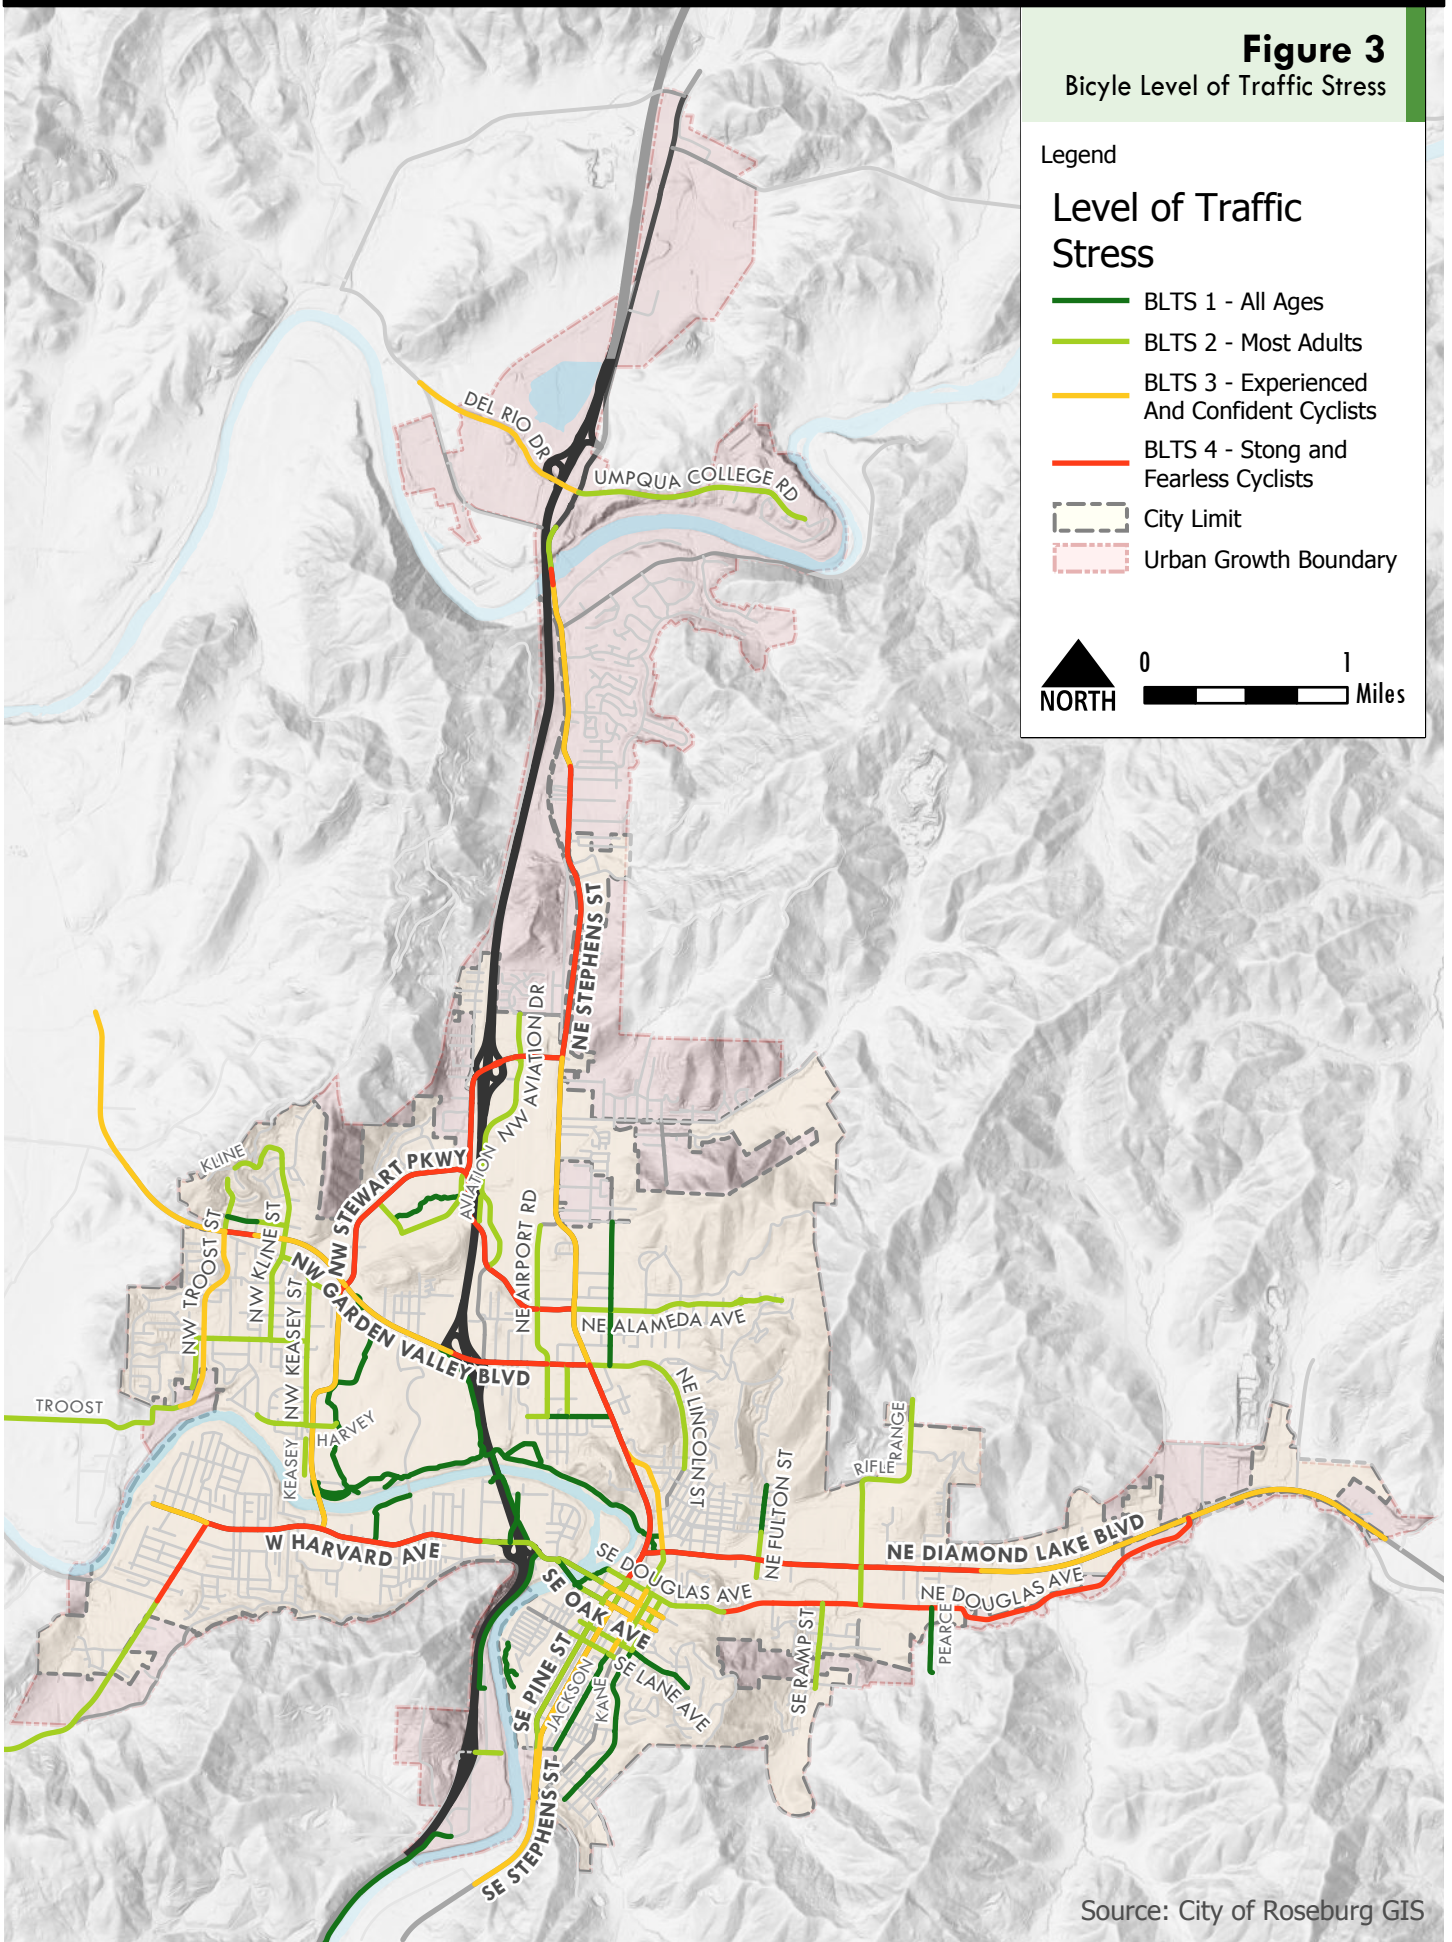 Figure 3
Bicyle Level of Traffic Stress
Legend
Level of Traffic
Stress
BLTS 1 - All Ages
BLTS 2 - Most Adults
BLTS 3 - Experienced
And Confident Cyclists
BLTS 4 - Stong and
Fearless Cyclists
City Limit
Urban Growth Boundary
0
1
Miles
NORTH
DEL RIO DR
UMPQUA COLLEGE RD
NE STEPHENS ST
NW AVIATION DR
KLINE
NW STEWART PKWY
AVIATION
NE AIRPORT RD
NW TROOST ST
NW KLINE ST
NW KEASEY ST
NW GARDEN VALLEY BLVD
NE ALAMEDA AVE
TROOST
HARVEY
KEASEY
NE LINCOLN ST
RANGE
RIFLE
NE FULTON ST
W HARVARD AVE
NE DIAMOND LAKE BLVD
SE DOUGLAS AVE
NE DOUGLAS AVE
SE OAK AVE
SE PINE ST
JACKSON
KANE
SE LANE AVE
SE RAMP ST
PEARCE
SE STEPHENS ST
Source: City of Roseburg GIS